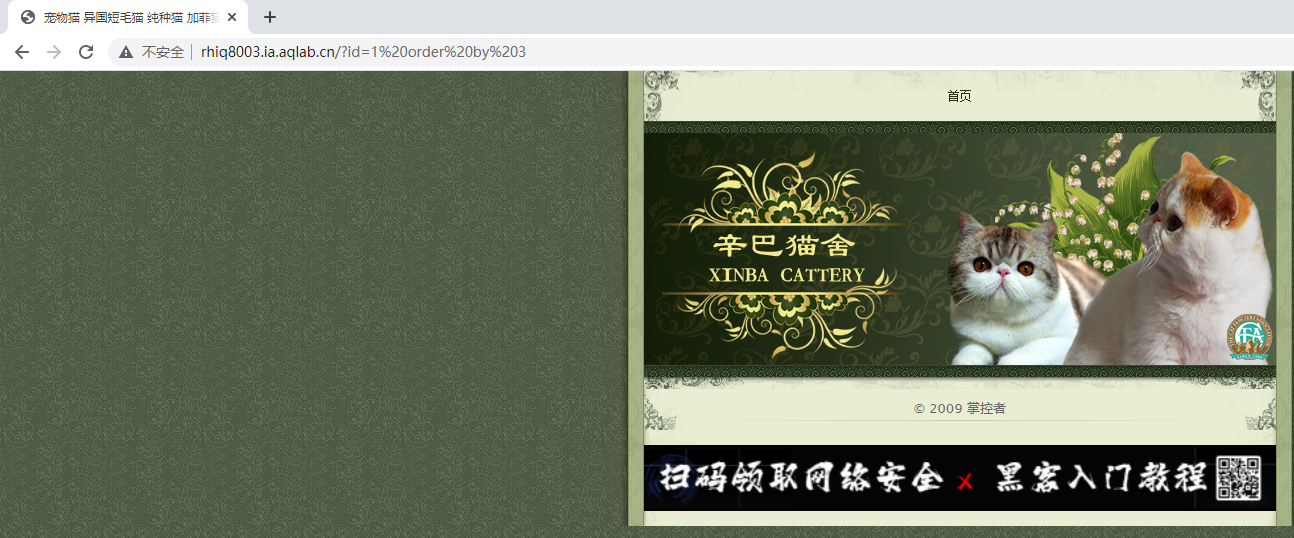 宠物猫 异国短毛猫 纯种猫 加菲猫
不安全 rhiq8003.ia.aqlab.cn/?id=1%20order%20by%203
首页
辛巴猫舍
XINBA CATTERY
© 2009 掌控者
扫码领取网络安全 x 黑客入门教程